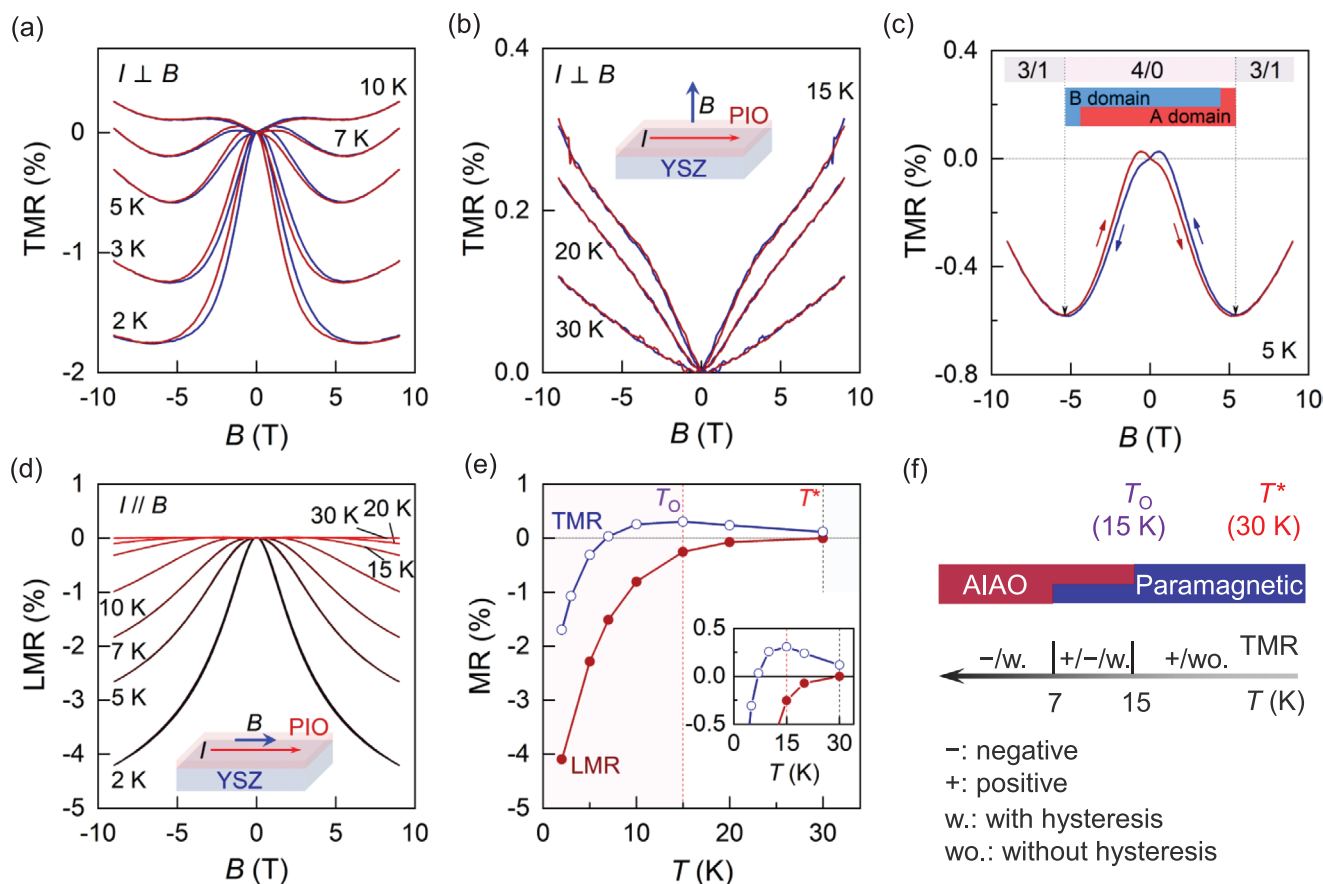 (a)
I ⊥ B
10 K
7 K
5 K
3 K
2 K
0
-1
-2
TMR (%)
-10 -5 0 5 10
B (T)
(b)
I ⊥ B
B
PIO
I
YSZ
15 K
20 K
30 K
0.4
0.2
0.0
TMR (%)
-10 -5 0 5 10
B (T)
(c)
3/1 4/0 3/1
B domain
A domain
5 K
0.4
0.0
-0.4
-0.8
TMR (%)
-10 -5 0 5 10
B (T)
(d)
I // B
30 K
20 K
15 K
10 K
7 K
5 K
2 K
B
PIO
I
YSZ
1
0
-1
-2
-3
-4
-5
LMR (%)
-10 -5 0 5 10
B (T)
(e)
TO
T*
TMR
LMR
1
0
-1
-2
-3
-4
-5
MR (%)
0 10 20 30
T (K)
0.5
0.0
-0.5
0 15 30
T (K)
(f)
TO
(15 K)
T*
(30 K)
AIAO
Paramagnetic
−/w. +/−/w. +/wo. TMR
7 15 T (K)
−: negative
+: positive
w.: with hysteresis
wo.: without hysteresis